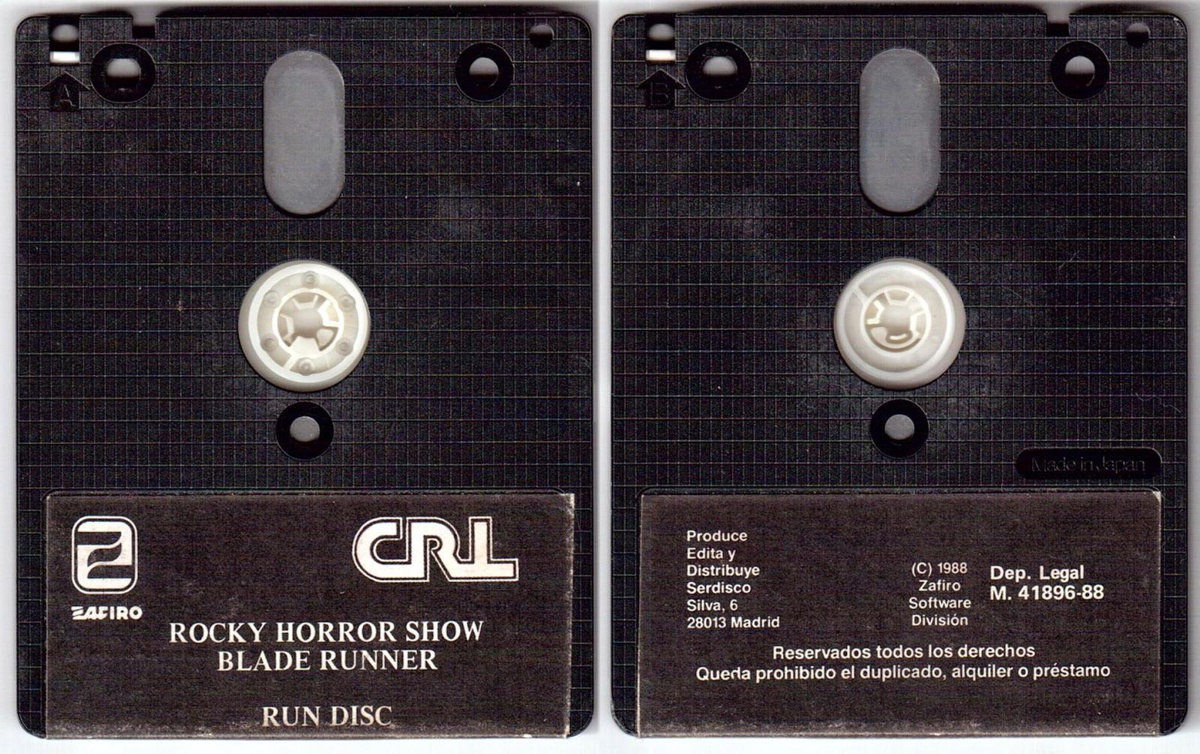 A
ZAFIRO
CRL
ROCKY HORROR SHOW
BLADE RUNNER
RUN DISC
B
Made in Japan
Produce
Edita y
Distribuye
Serdisco
Silva, 6
28013 Madrid
(C) 1988
Zafiro
Software
División
Dep. Legal
M. 41896-88
Reservados todos los derechos
Queda prohibido el duplicado, alquiler o préstamo